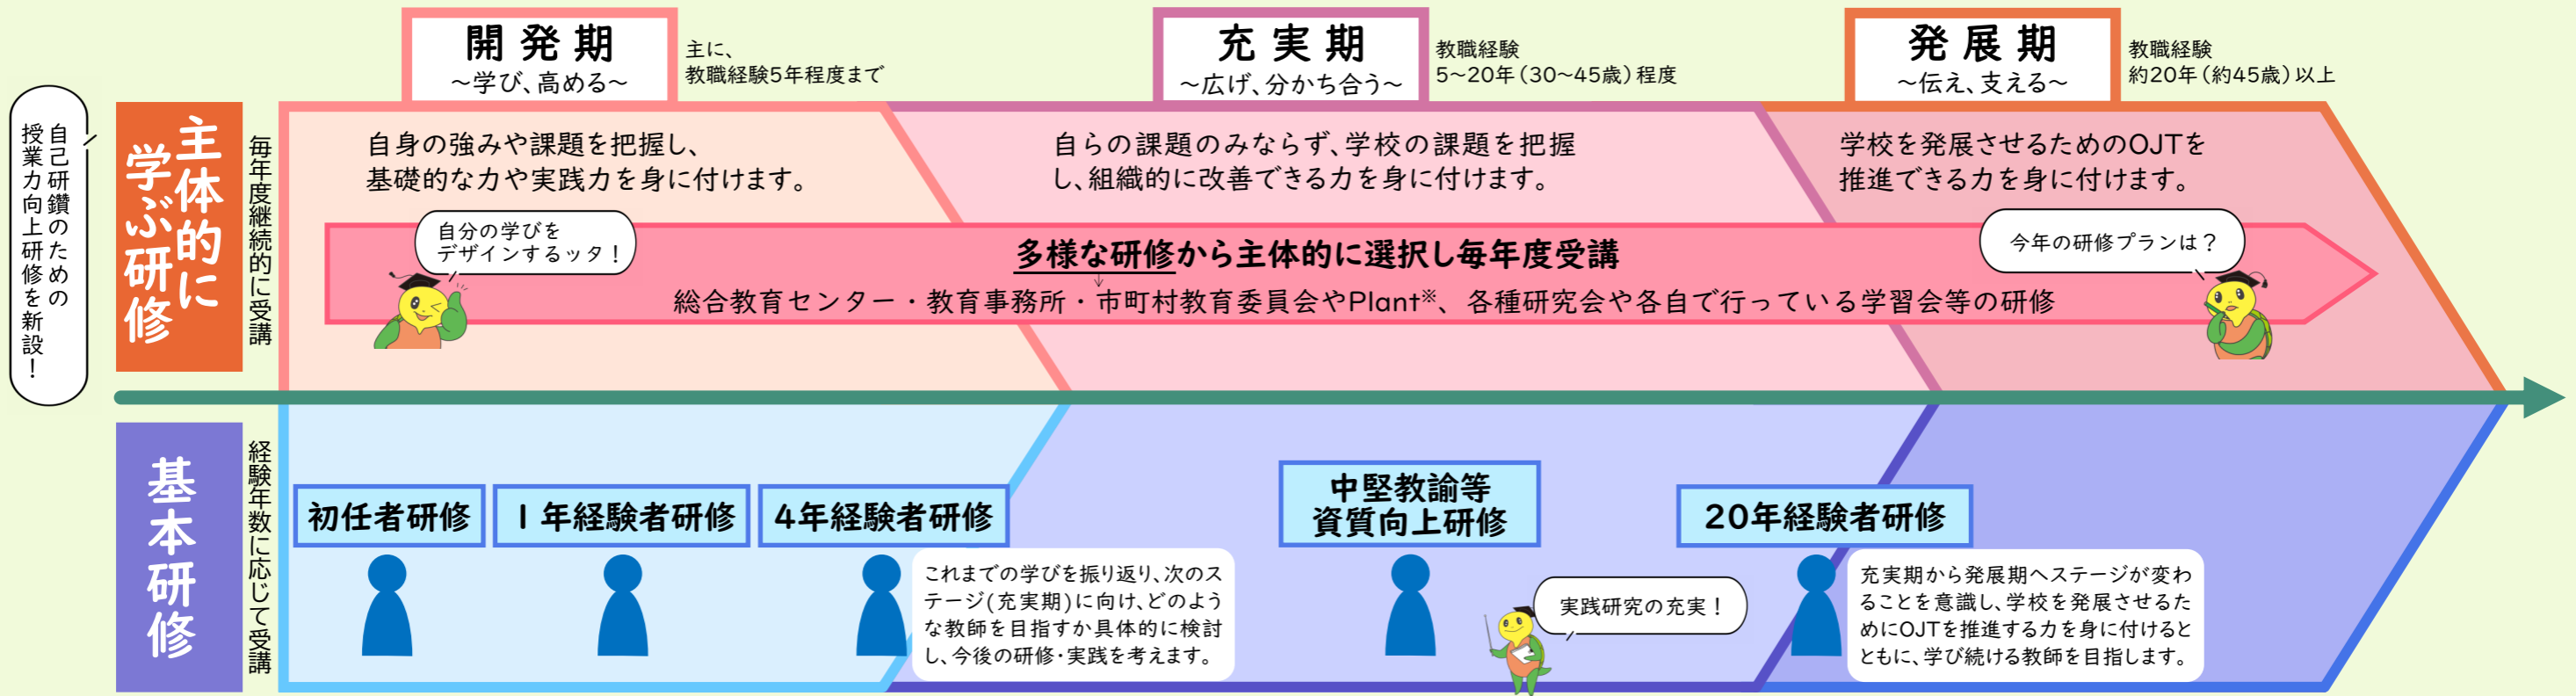 開発期
～学び、高める～
主に、
教職経験5年程度まで
充実期
～広げ、分かち合う～
教職経験
5～20年（30～45歳）程度
発展期
～伝え、支える～
教職経験
約20年（約45歳）以上
自己研鑽のための
授業力向上研修を新設！
主体的に
学ぶ研修
毎年度継続的に受講
自身の強みや課題を把握し、
基礎的な力や実践力を身に付けます。
自らの課題のみならず、学校の課題を把握
し、組織的に改善できる力を身に付けます。
学校を発展させるためのOJTを
推進できる力を身に付けます。
自分の学びを
デザインするッタ！
多様な研修から主体的に選択し毎年度受講
↓
総合教育センター・教育事務所・市町村教育委員会やPlant※、各種研究会や各自で行っている学習会等の研修
今年の研修プランは？
基本研修
経験年数に応じて受講
初任者研修
1年経験者研修
4年経験者研修
これまでの学びを振り返り、次のス
テージ(充実期)に向け、どのよう
な教師を目指すか具体的に検討
し、今後の研修・実践を考えます。
中堅教諭等
資質向上研修
実践研究の充実！
20年経験者研修
充実期から発展期へステージが変わ
ることを意識し、学校を発展させるた
めにOJTを推進する力を身に付けると
ともに、学び続ける教師を目指します。